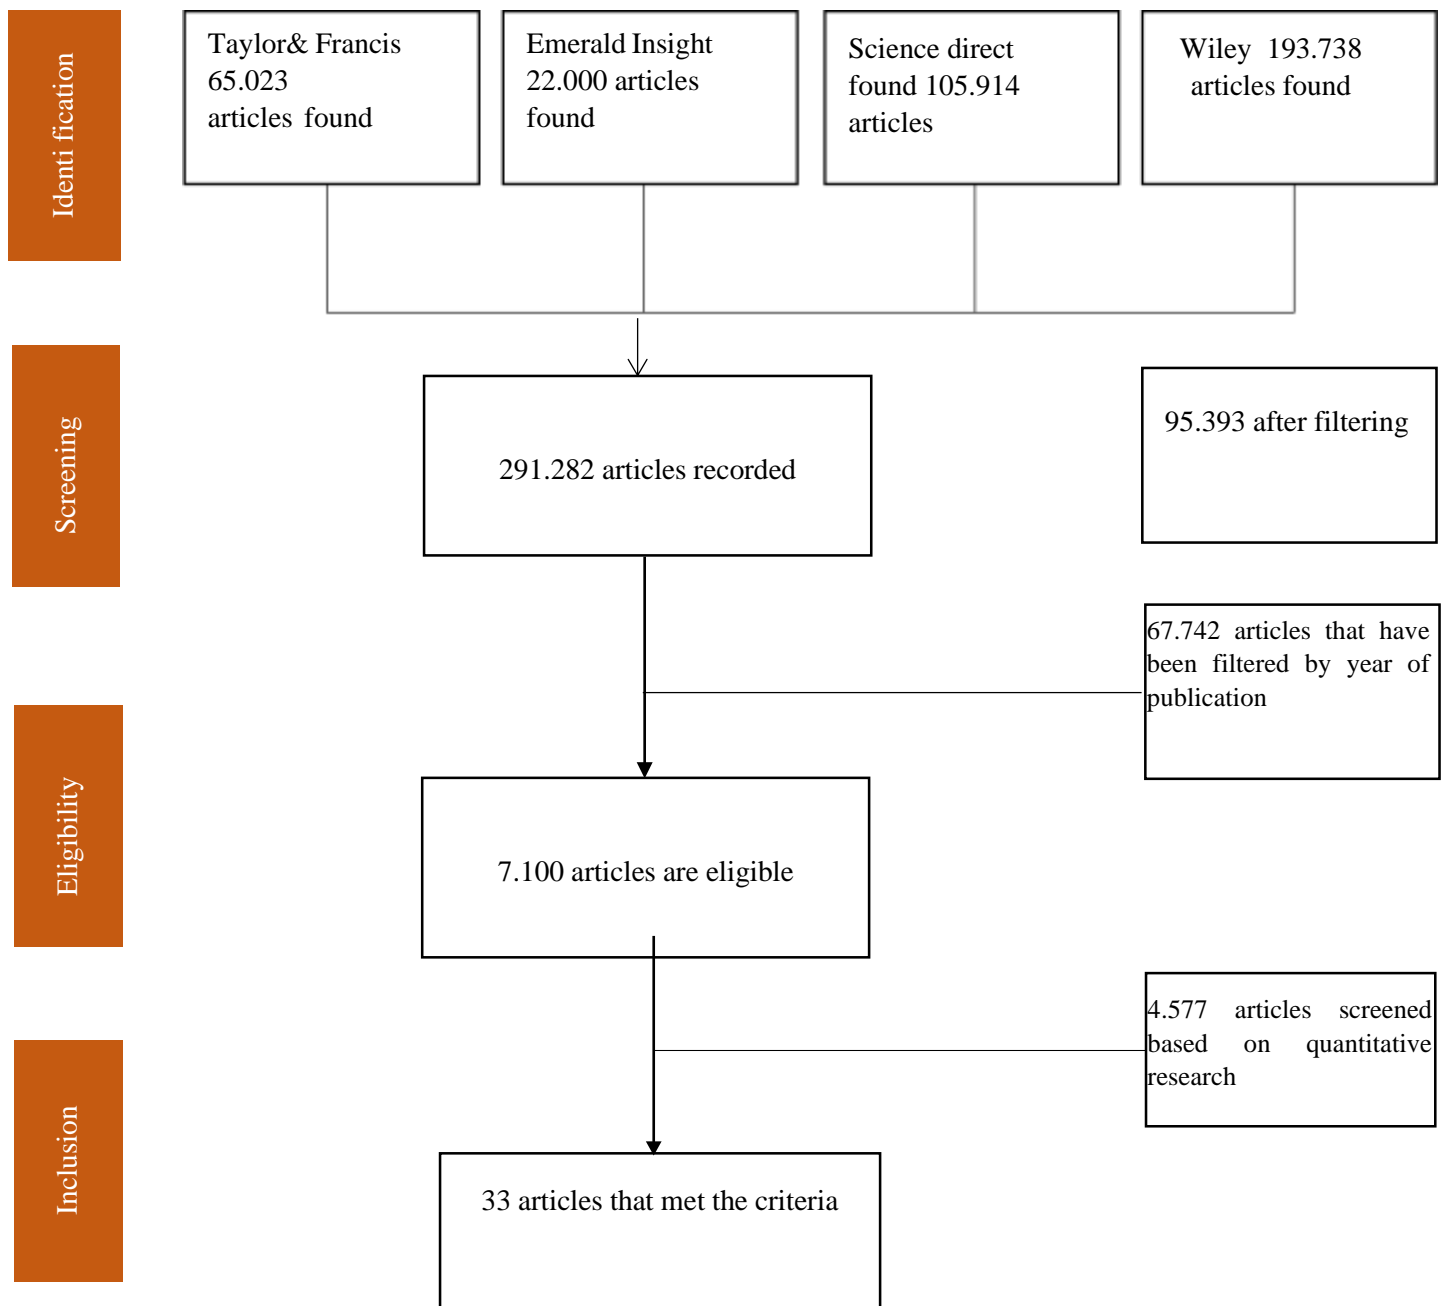 Identi fication
Taylor& Francis
65.023
articles found
Emerald Insight
22.000 articles
found
Science direct
found 105.914
articles
Wiley 193.738
articles found
Screening
291.282 articles recorded
95.393 after filtering
67.742 articles that have
been filtered by year of
publication
Eligibility
7.100 articles are eligible
4.577 articles screened
based on quantitative
research
Inclusion
33 articles that met the criteria